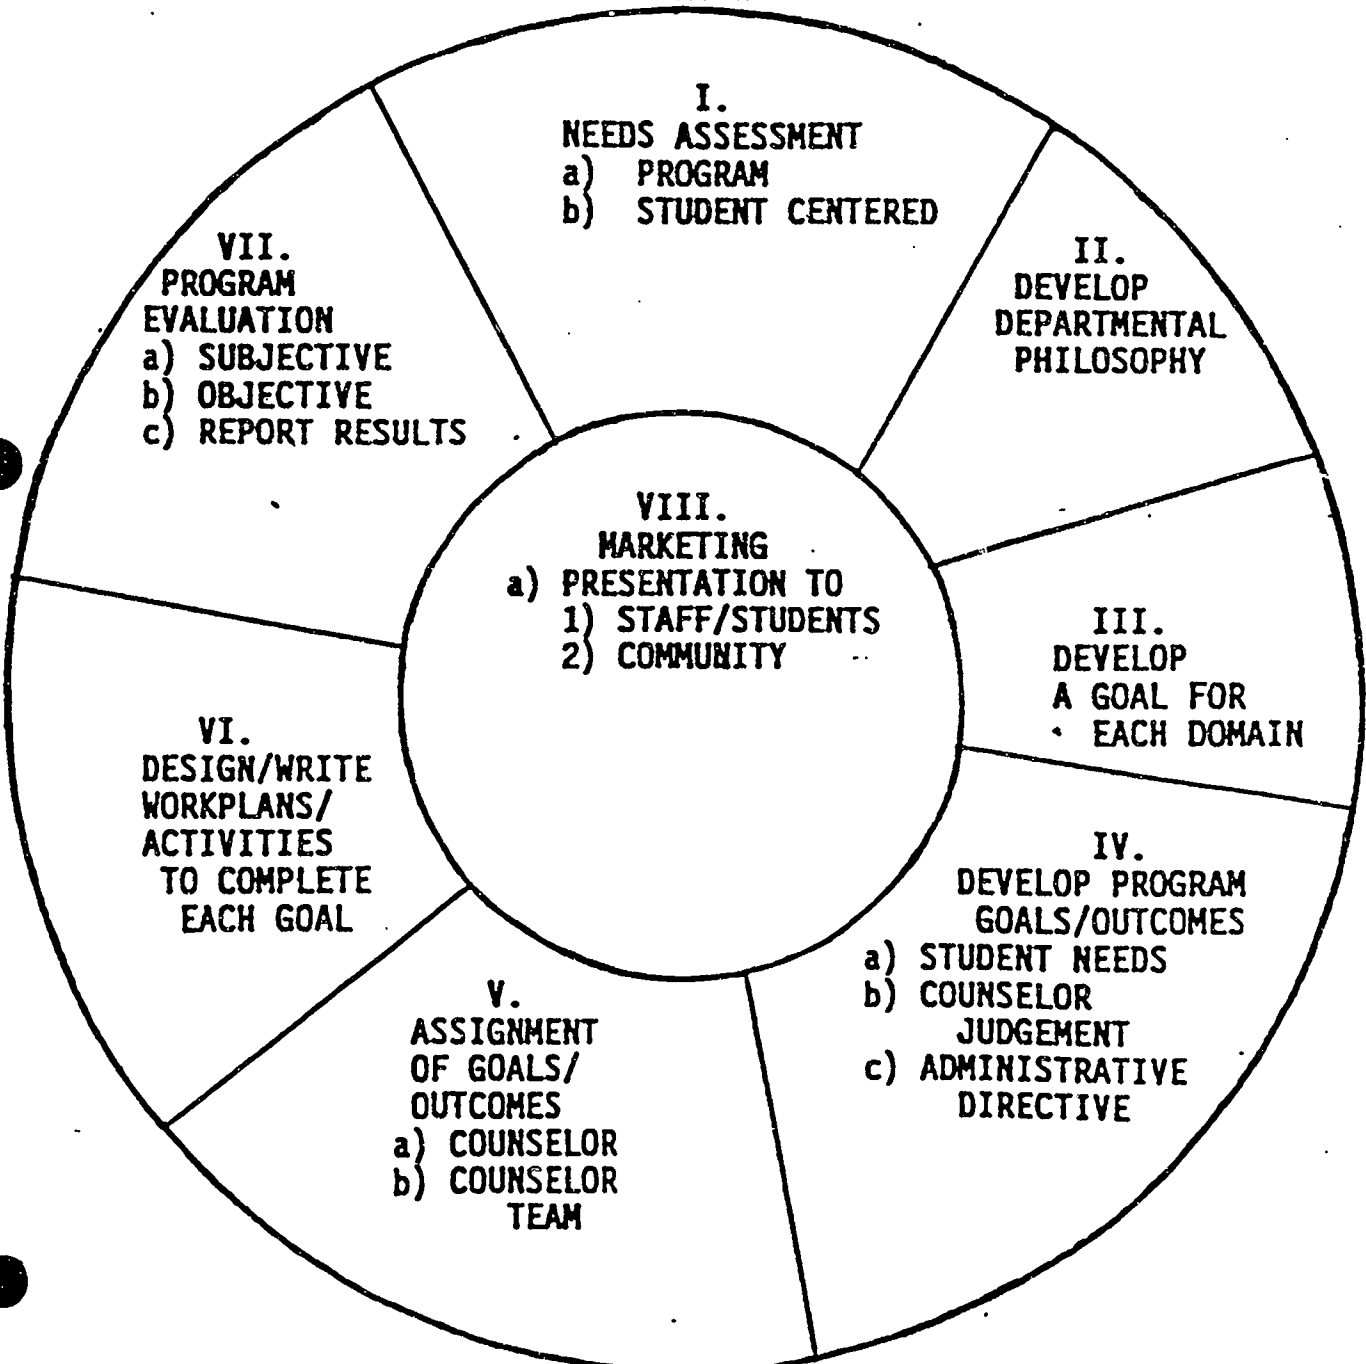 I.
NEEDS ASSESSMENT
a) PROGRAM
b) STUDENT CENTERED
II.
DEVELOP
DEPARTMENTAL
PHILOSOPHY
III.
DEVELOP
A GOAL FOR
EACH DOMAIN
IV.
DEVELOP PROGRAM
GOALS/OUTCOMES
a) STUDENT NEEDS
b) COUNSELOR
JUDGEMENT
c) ADMINISTRATIVE
DIRECTIVE
V.
ASSIGNMENT
OF GOALS/
OUTCOMES
a) COUNSELOR
b) COUNSELOR
TEAM
VI.
DESIGN/WRITE
WORKPLANS/
ACTIVITIES
TO COMPLETE
EACH GOAL
VII.
PROGRAM
EVALUATION
a) SUBJECTIVE
b) OBJECTIVE
c) REPORT RESULTS
VIII.
MARKETING
a) PRESENTATION TO
1) STAFF/STUDENTS
2) COMMUNITY